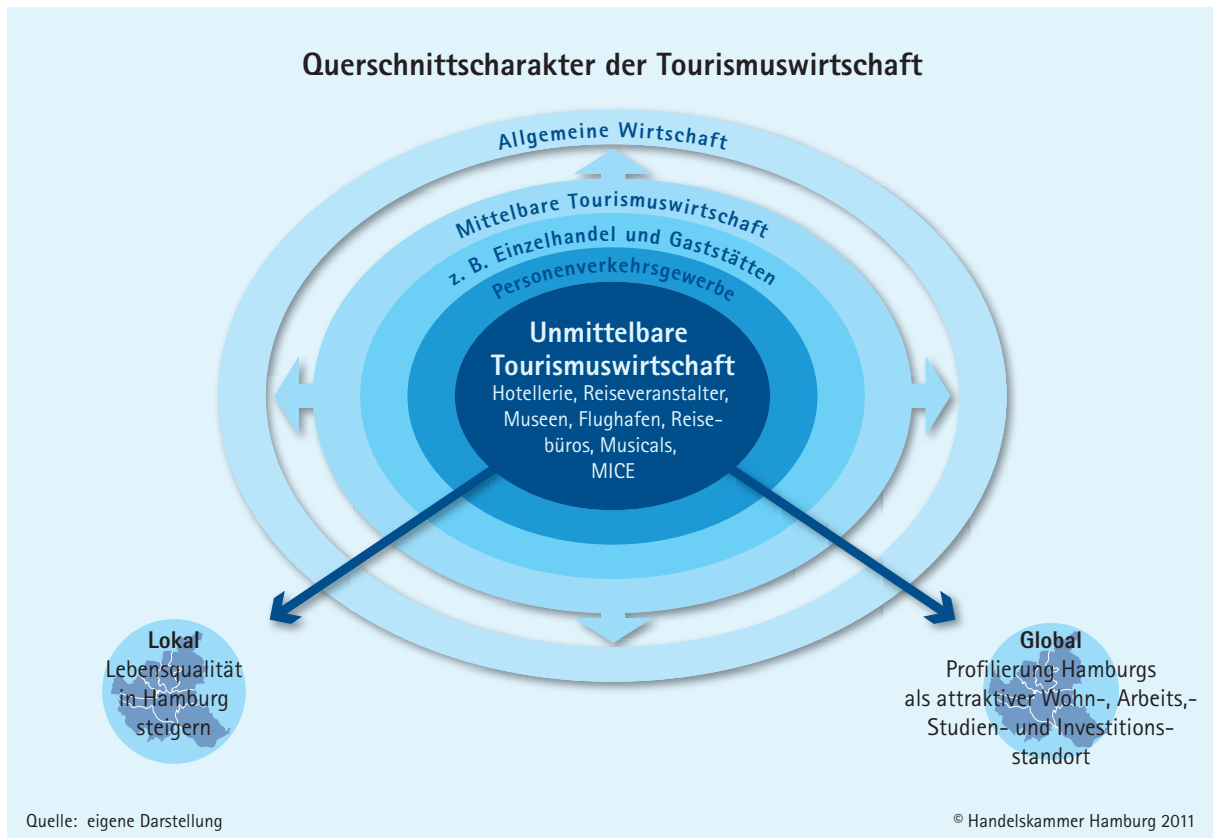 Querschnittscharakter der Tourismuswirtschaft
Allgemeine Wirtschaft
Mittelbare Tourismuswirtschaft
z. B. Einzelhandel und Gaststätten
Personenverkehrsgewerbe
Unmittelbare
Tourismuswirtschaft
Hotellerie, Reiseveranstalter,
Museen, Flughafen, Reise-
büros, Musicals,
MICE
Lokal
Lebensqualität
in Hamburg
steigern
Global
Profilierung Hamburgs
als attraktiver Wohn-, Arbeits,-
Studien- und Investitions-
standort
Quelle: eigene Darstellung
© Handelskammer Hamburg 2011